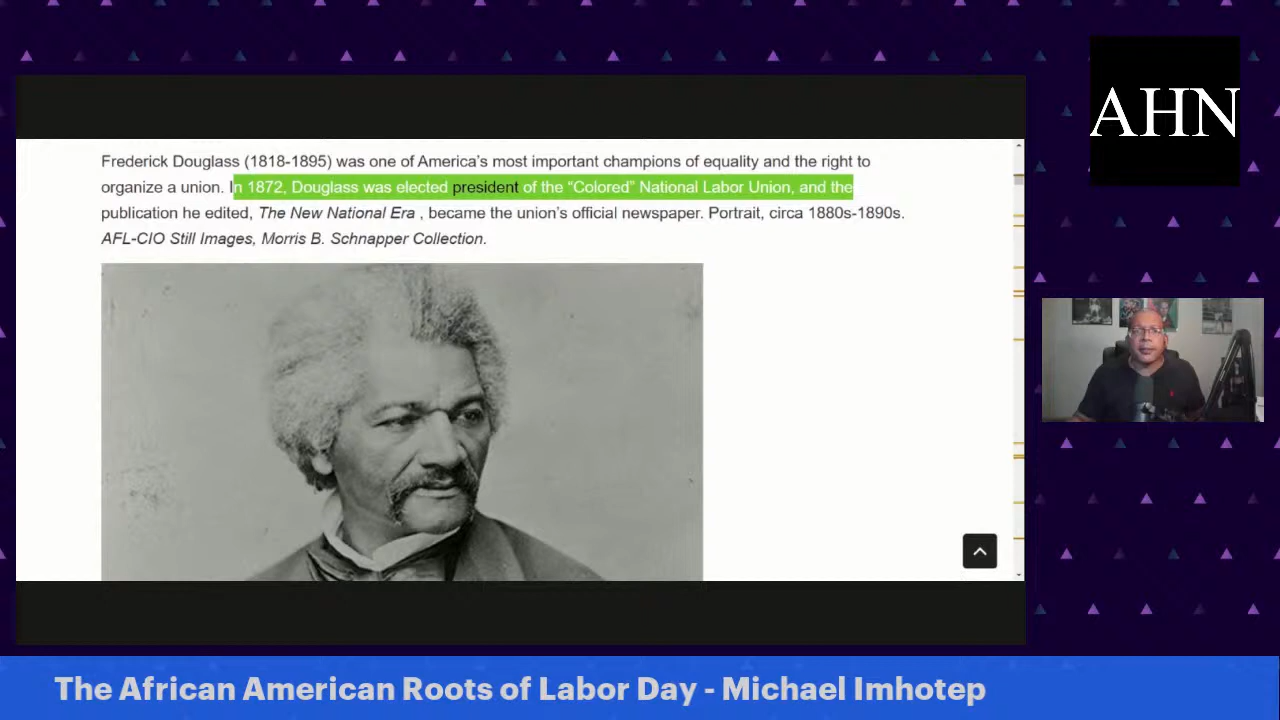 AHN
Frederick Douglass (1818-1895) was one of America's most important champions of equality and the right to
organize a union. In 1872, Douglass was elected president of the “Colored” National Labor Union, and the
publication he edited, The New National Era , became the union's official newspaper. Portrait, circa 1880s-1890s.
AFL-CIO Still Images, Morris B. Schnapper Collection.
The African American Roots of Labor Day - Michael Imhotep